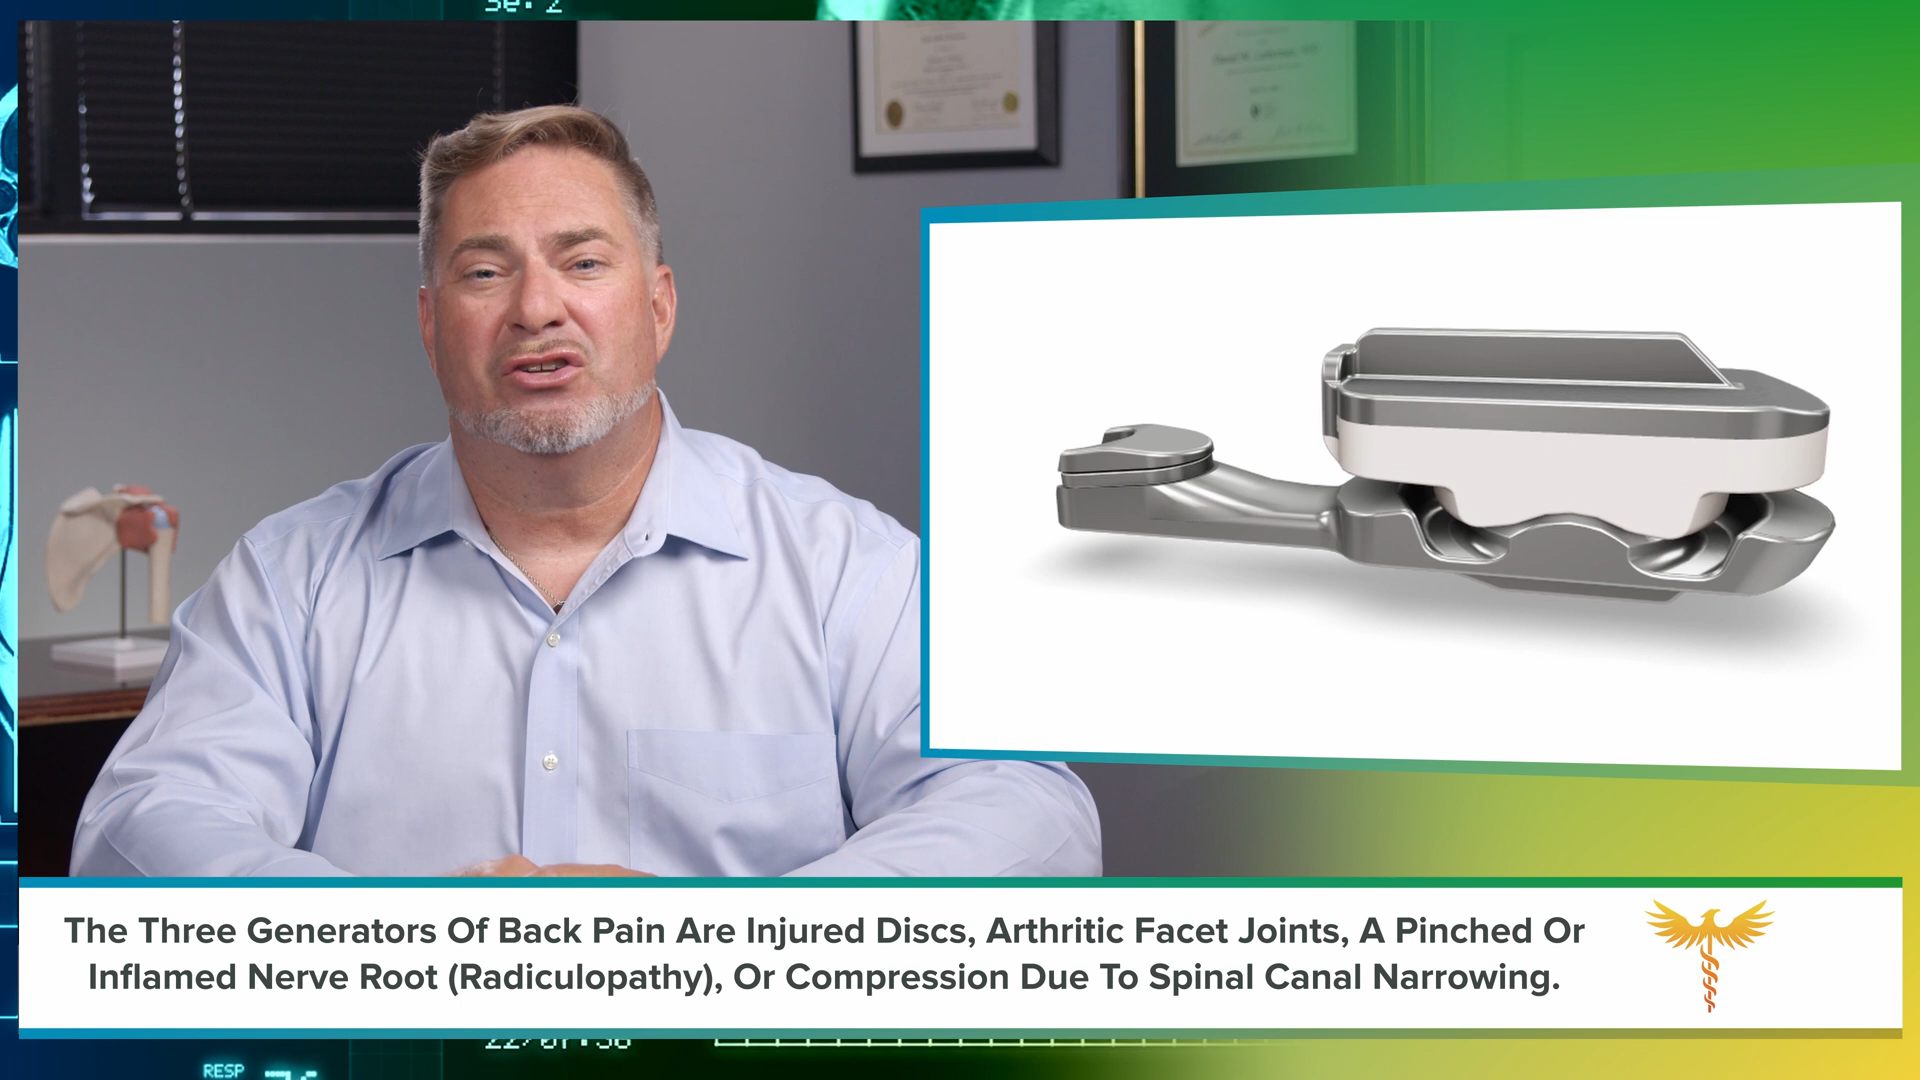 The Three Generators Of Back Pain Are Injured Discs, Arthritic Facet Joints, A Pinched Or
Inflamed Nerve Root (Radiculopathy), Or Compression Due To Spinal Canal Narrowing.
RESP